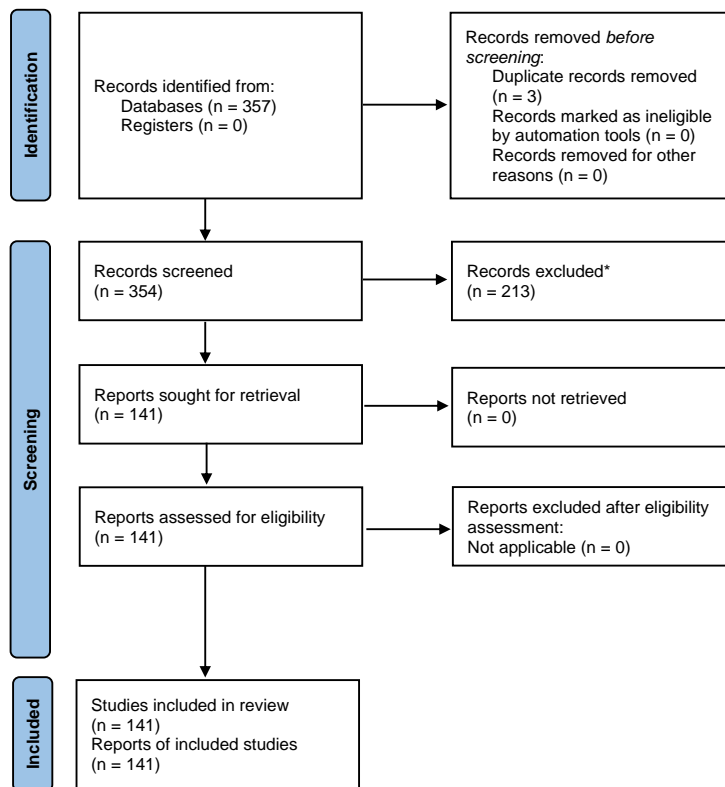 Identification
Records identified from:
Databases (n = 357)
Registers (n = 0)
Records removed before
screening:
Duplicate records removed
(n = 3)
Records marked as ineligible
by automation tools (n = 0)
Records removed for other
reasons (n = 0)
Screening
Records screened
(n = 354)
Records excluded*
(n = 213)
Reports sought for retrieval
(n = 141)
Reports not retrieved
(n = 0)
Reports assessed for eligibility
(n = 141)
Reports excluded after eligibility
assessment:
Not applicable (n = 0)
Included
Studies included in review
(n = 141)
Reports of included studies
(n = 141)